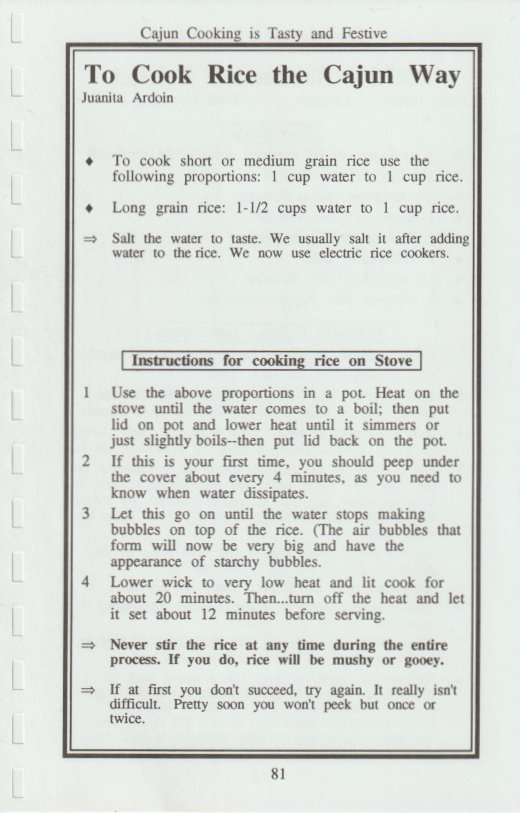 Cajun Cooking is Tasty and Festive
To Cook Rice the Cajun Way
Juanita Ardoin
♦ To cook short or medium grain rice use the
following proportions: 1 cup water to 1 cup rice.
♦ Long grain rice: 1-1/2 cups water to 1 cup rice.
⇒ Salt the water to taste. We usually salt it after adding
water to the rice. We now use electric rice cookers.
Instructions for cooking rice on Stove
1 Use the above proportions in a pot. Heat on the
stove until the water comes to a boil; then put
lid on pot and lower heat until it simmers or
just slightly boils--then put lid back on the pot.
2 If this is your first time, you should peep under
the cover about every 4 minutes, as you need to
know when water dissipates.
3 Let this go on until the water stops making
bubbles on top of the rice. (The air bubbles that
form will now be very big and have the
appearance of starchy bubbles.
4 Lower wick to very low heat and lit cook for
about 20 minutes. Then...turn off the heat and let
it set about 12 minutes before serving.
⇒ Never stir the rice at any time during the entire
process. If you do, rice will be mushy or gooey.
⇒ If at first you don't succeed, try again. It really isn't
difficult. Pretty soon you won't peek but once or
twice.
81